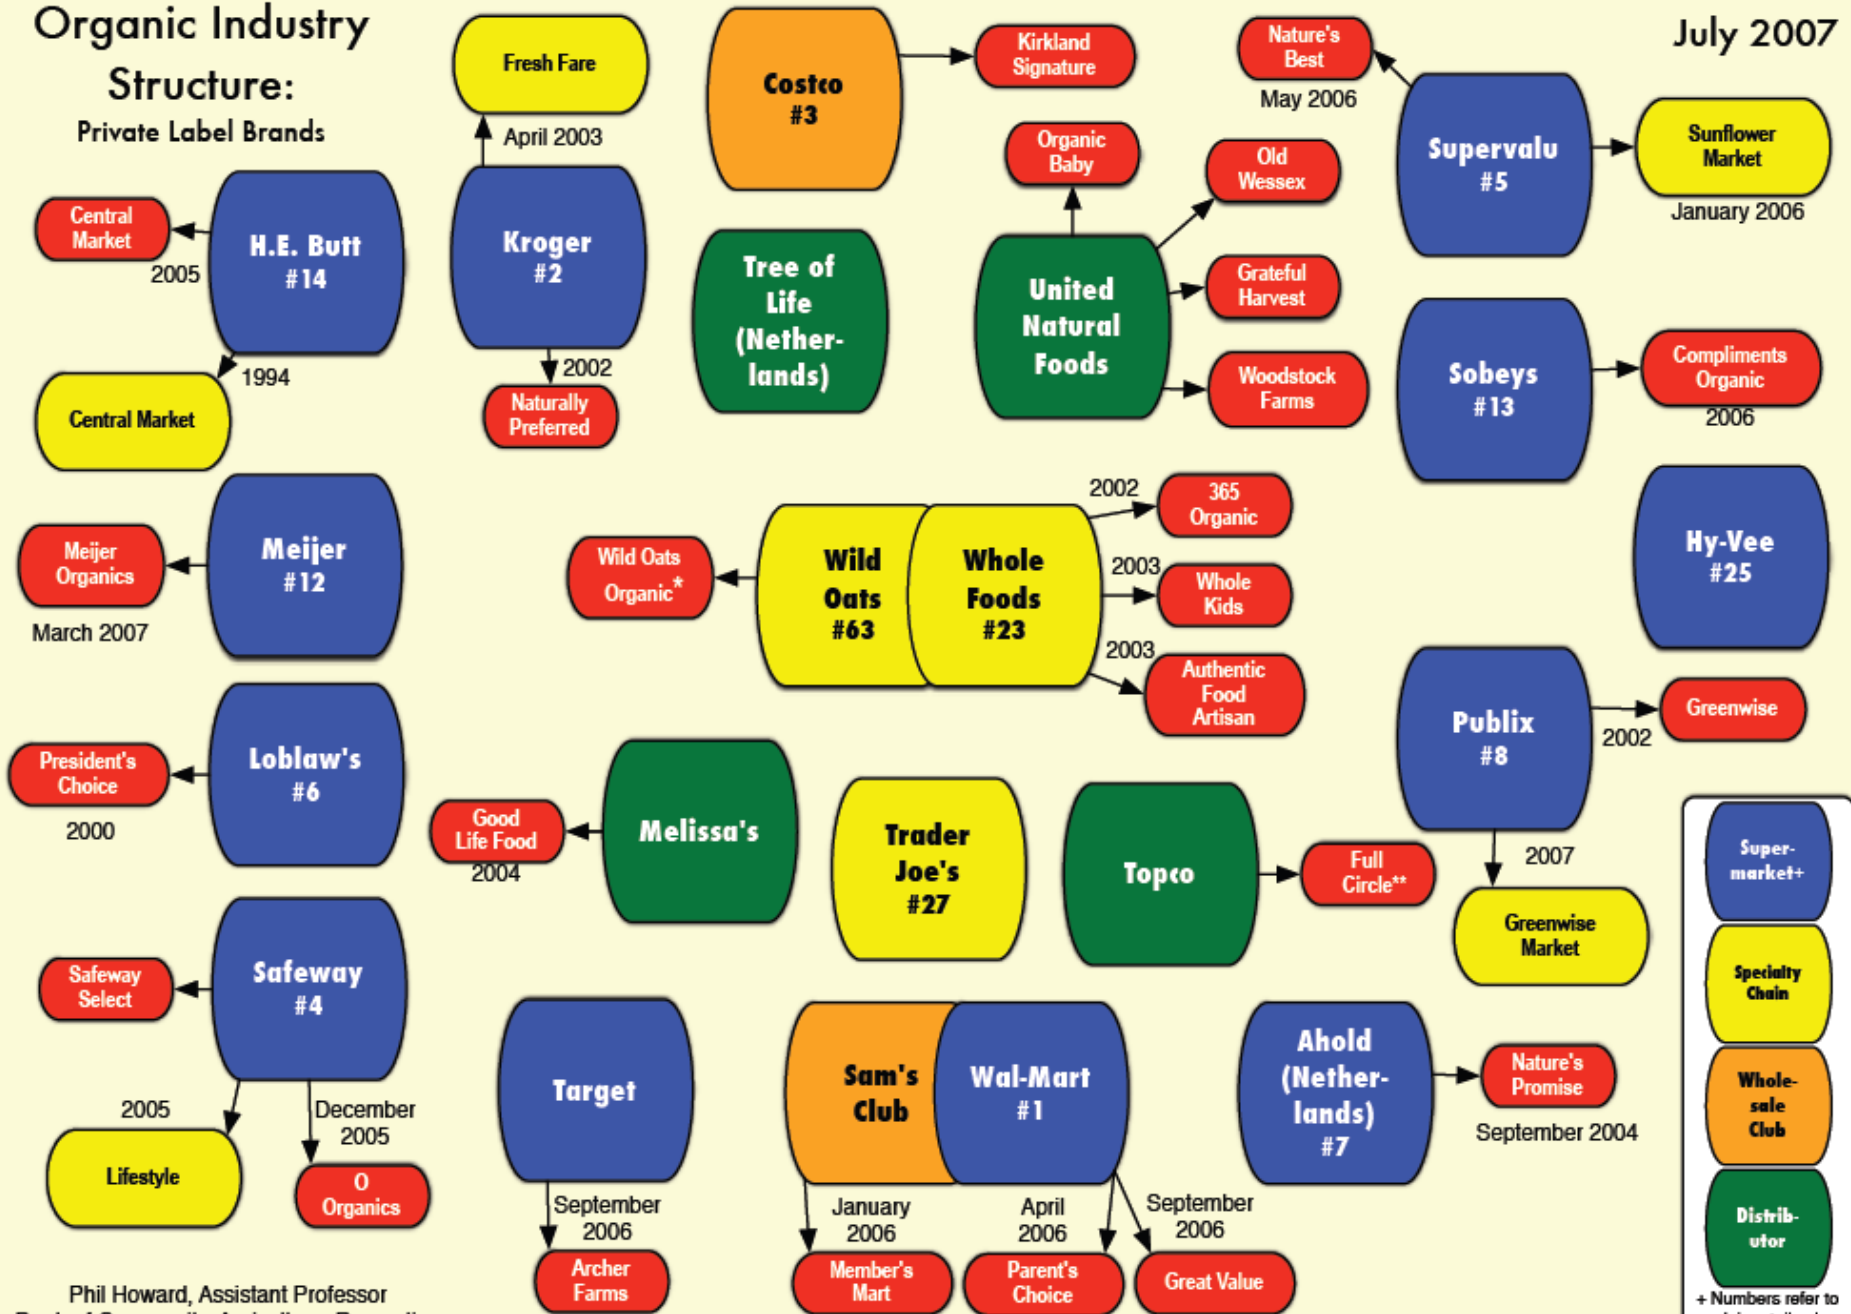 Organic Industry
Structure:
Private Label Brands
July 2007
Fresh Fare
April 2003
Kroger
#2
2002
Naturally
Preferred
Costco
#3
Kirkland
Signature
Nature's
Best
May 2006
Supervalu
#5
Sunflower
Market
January 2006
Central
Market
2005
H.E. Butt
#14
1994
Central Market
Tree of
Life
(Nether-
lands)
Organic
Baby
Old
Wessex
United
Natural
Foods
Grateful
Harvest
Woodstock
Farms
Sobeys
#13
Compliments
Organic
2006
Meijer
Organics
March 2007
Meijer
#12
Wild Oats
Organic*
Wild
Oats
#63
Whole
Foods
#23
2002
365
Organic
2003
Whole
Kids
2003
Authentic
Food
Artisan
Hy-Vee
#25
Publix
#8
Greenwise
2002
2007
Greenwise
Market
President's
Choice
2000
Loblaw's
#6
Good
Life Food
2004
Melissa's
Trader
Joe's
#27
Topco
Full
Circle**
Safeway
Select
Safeway
#4
2005
Lifestyle
December
2005
O
Organics
Target
September
2006
Archer
Farms
Sam's
Club
Wal-Mart
#1
January
2006
Member's
Mart
April
2006
Parent's
Choice
September
2006
Great Value
Ahold
(Nether-
lands)
#7
Nature's
Promise
September 2004
Super-
market+
Specialty
Chain
Whole-
sale
Club
Distrib-
utor
+ Numbers refer to
Phil Howard, Assistant Professor